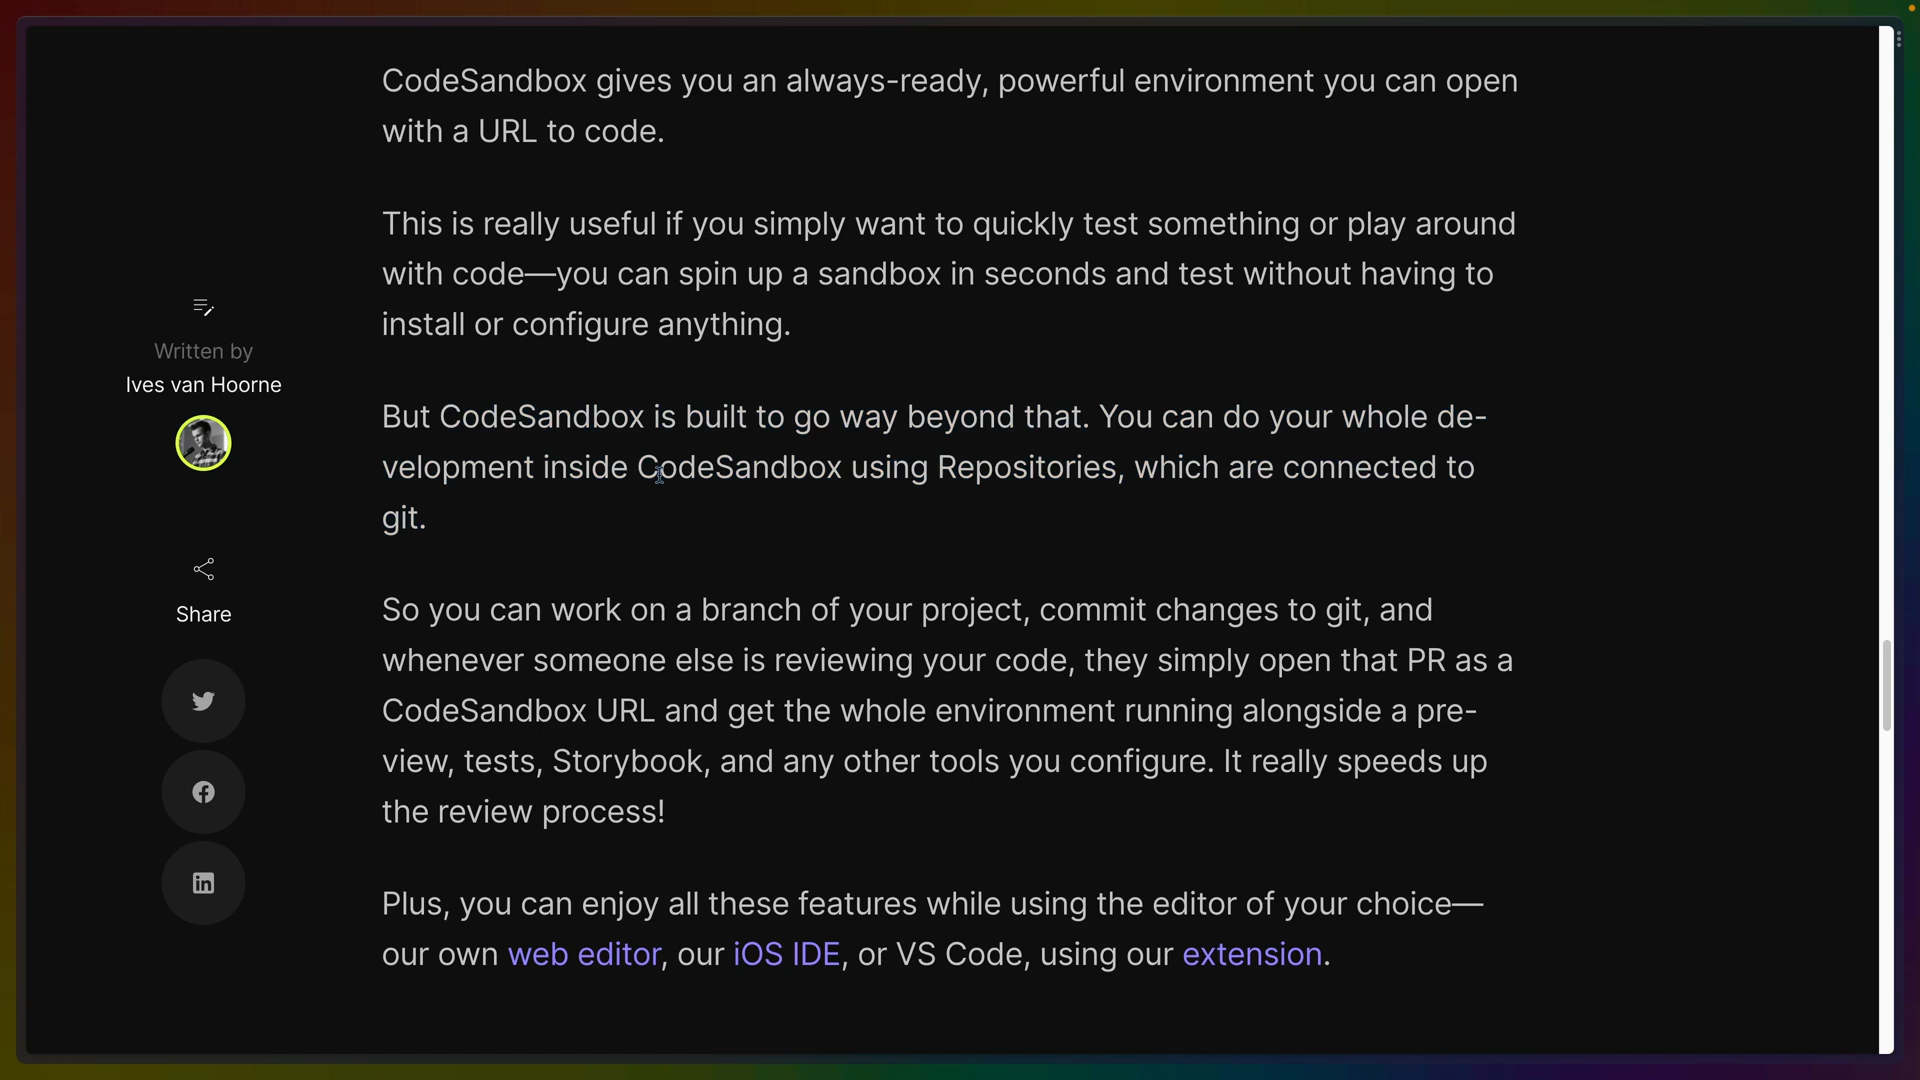 CodeSandbox gives you an always-ready, powerful environment you can open
with a URL to code.
This is really useful if you simply want to quickly test something or play around
with code—you can spin up a sandbox in seconds and test without having to
install or configure anything.
Written by
Ives van Hoorne
But CodeSandbox is built to go way beyond that. You can do your whole de-
velopment inside CodeSandbox using Repositories, which are connected to
git.
Share
So you can work on a branch of your project, commit changes to git, and
whenever someone else is reviewing your code, they simply open that PR as a
CodeSandbox URL and get the whole environment running alongside a pre-
view, tests, Storybook, and any other tools you configure. It really speeds up
the review process!
Plus, you can enjoy all these features while using the editor of your choice—
our own web editor, our iOS IDE, or VS Code, using our extension.